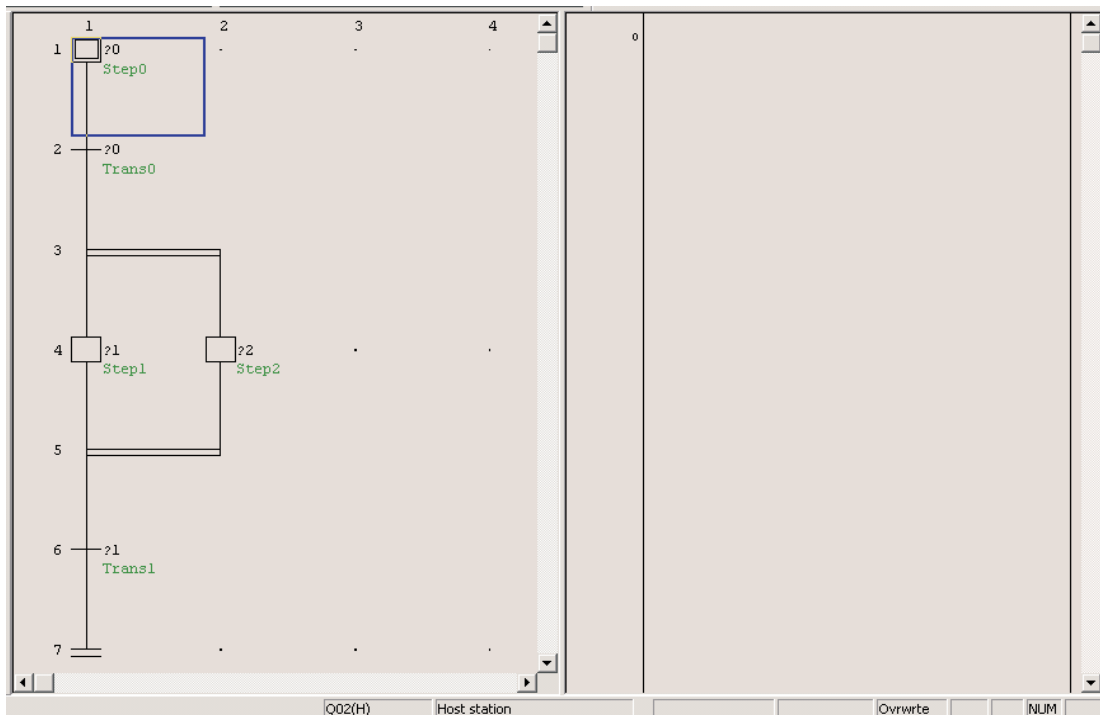 1 2 3 4
1 ?0
Step0
2 ?0
Trans0
3
4 ?1 ?2
Step1 Step2
5
6 ?1
Trans1
7
0
Q02(H) Host station Ovrwrte NUM